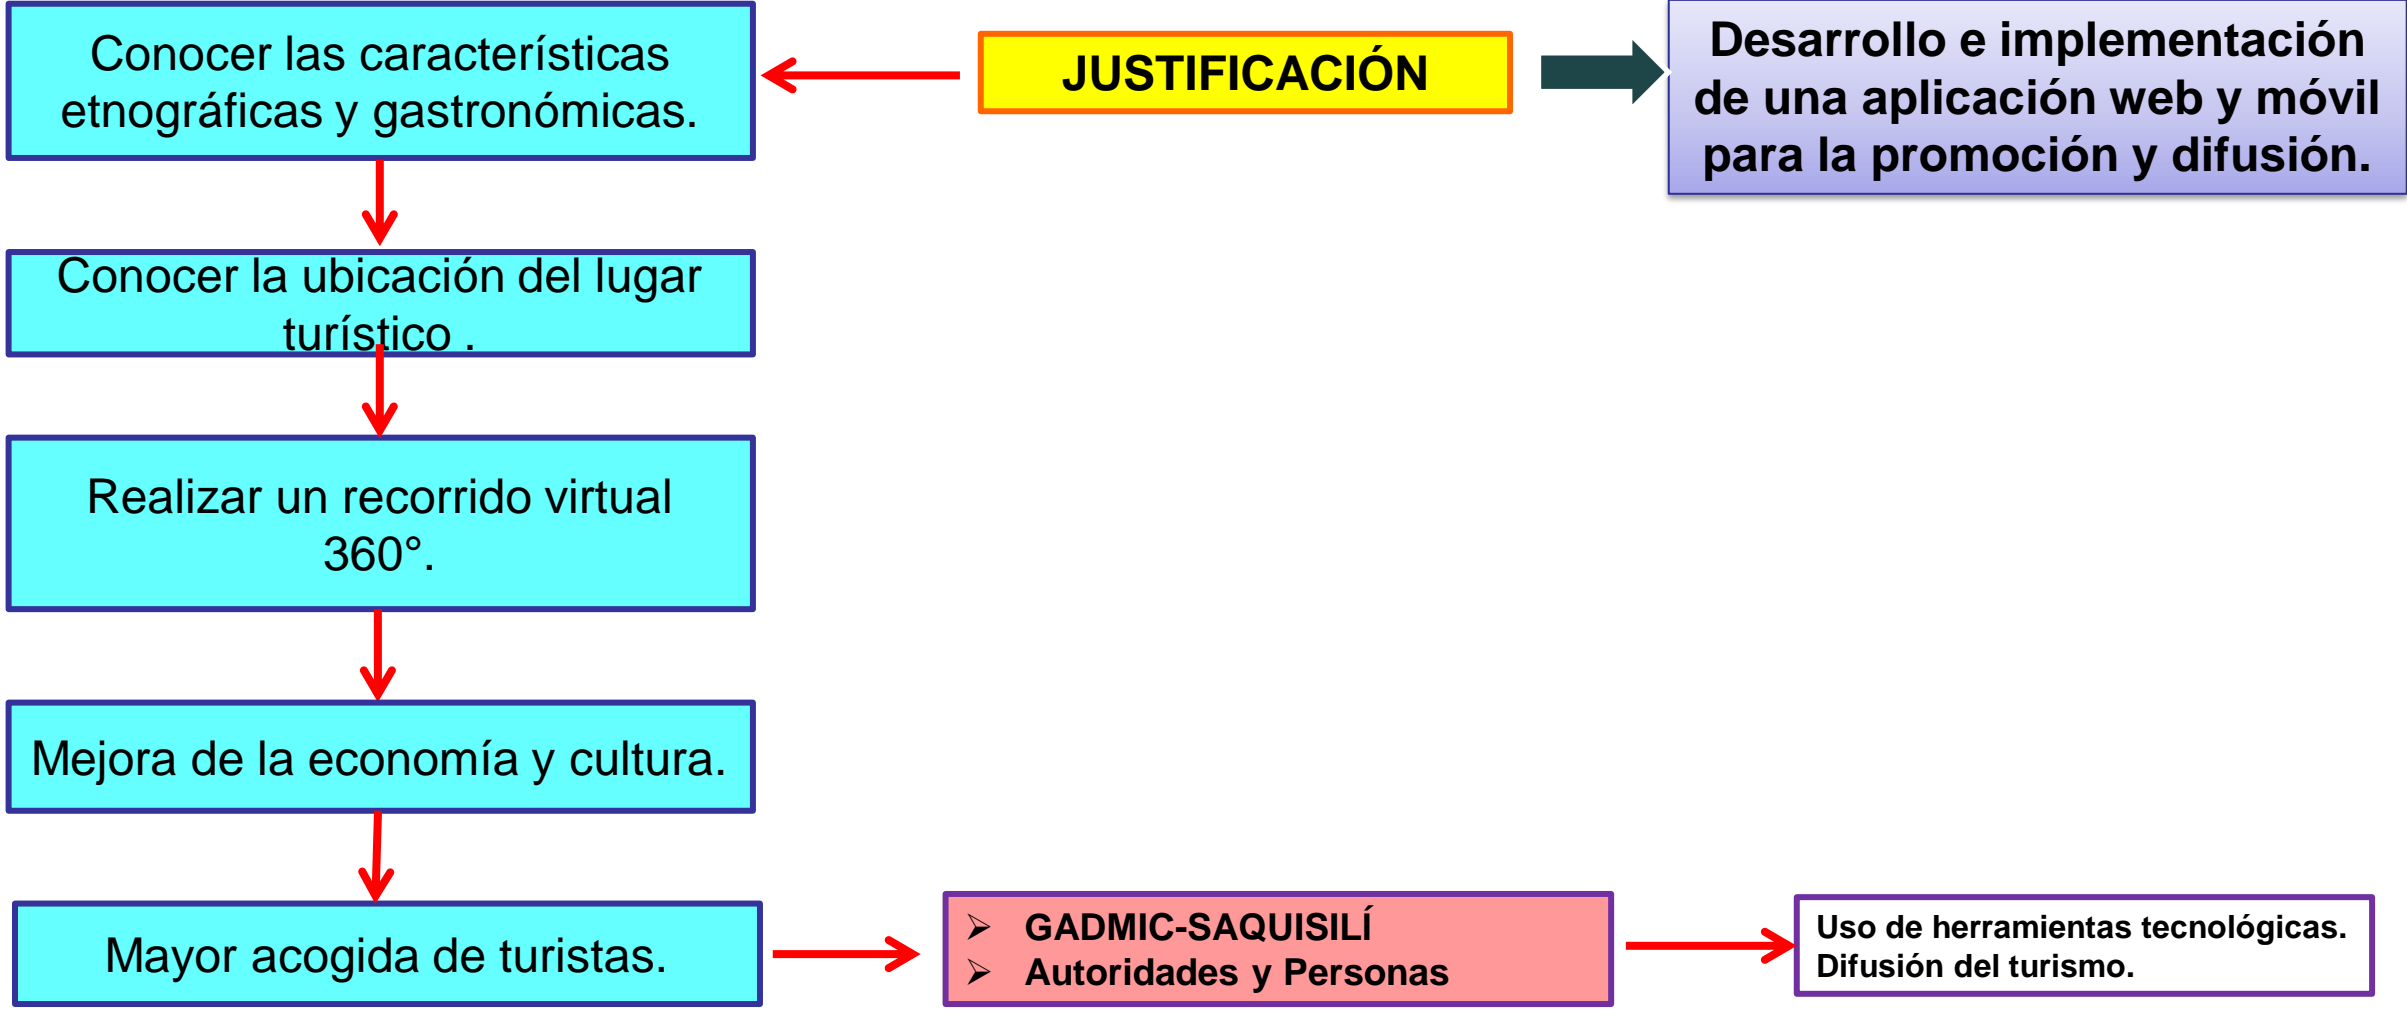 JUSTIFICACIÓN
Desarrollo e implementación
de una aplicación web y móvil
para la promoción y difusión.
Conocer las características
etnográficas y gastronómicas.
Conocer la ubicación del lugar
turístico .
Realizar un recorrido virtual
360°.
Mejora de la economía y cultura.
Mayor acogida de turistas.
➢ GADMIC-SAQUISILÍ
➢ Autoridades y Personas
Uso de herramientas tecnológicas.
Difusión del turismo.